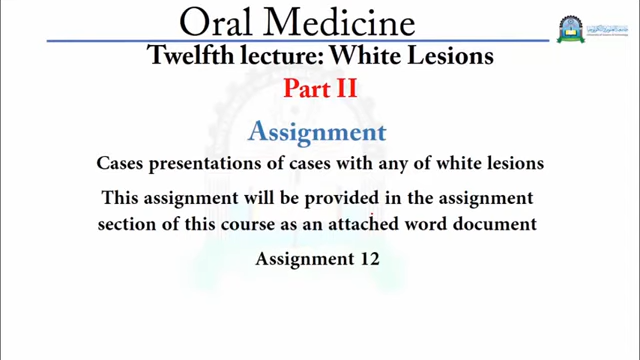 Oral Medicine
Twelfth lecture: White Lesions
Part II
Assignment
Cases presentations of cases with any of white lesions
This assignment will be provided in the assignment
section of this course as an attached word document
Assignment 12